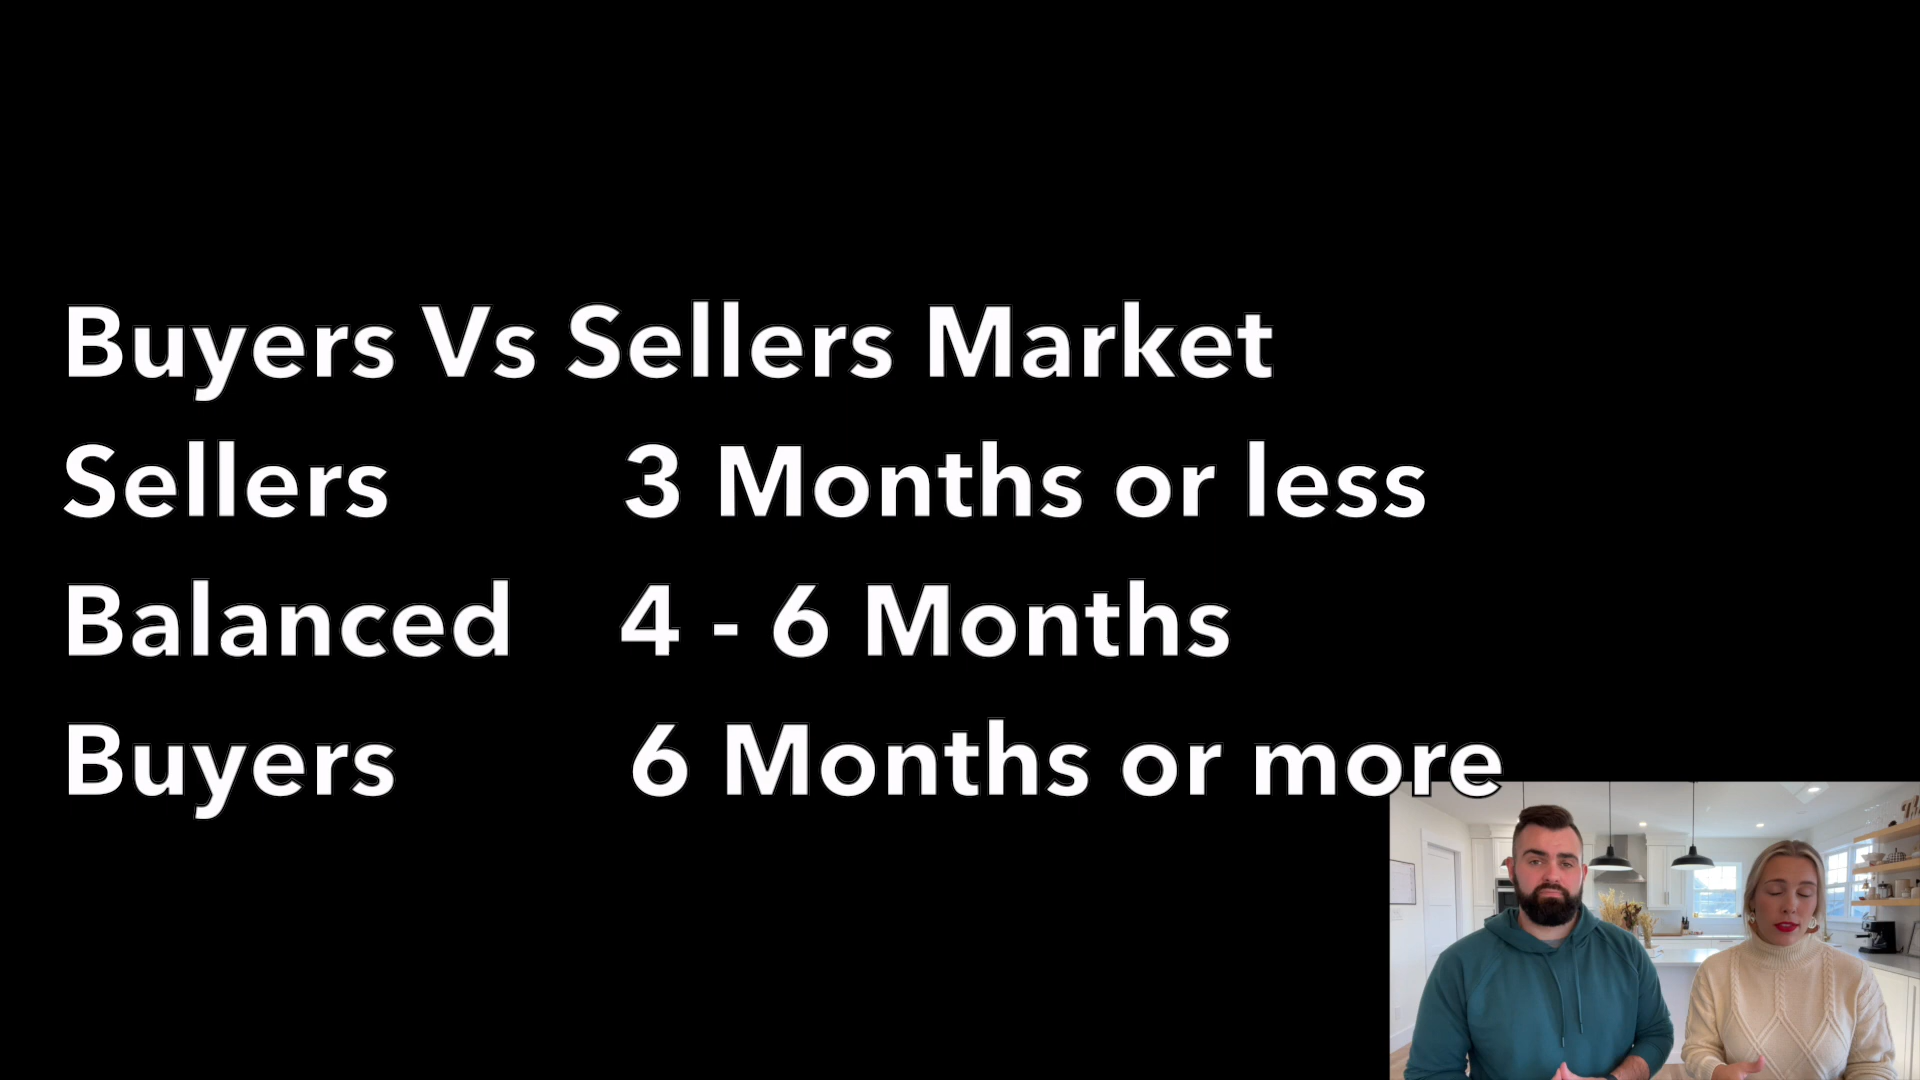 Buyers Vs Sellers Market
Sellers 3 Months or less
Balanced 4 - 6 Months
Buyers 6 Months or more